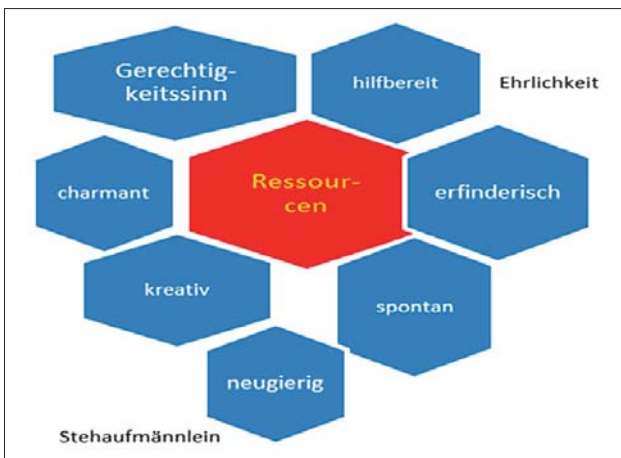 Gerechtig-
keitssinn
hilfbereit
Ehrlichkeit
charmant
Ressour-
cen
erfinderisch
kreativ
spontan
neugierig
Stehaufmännlein